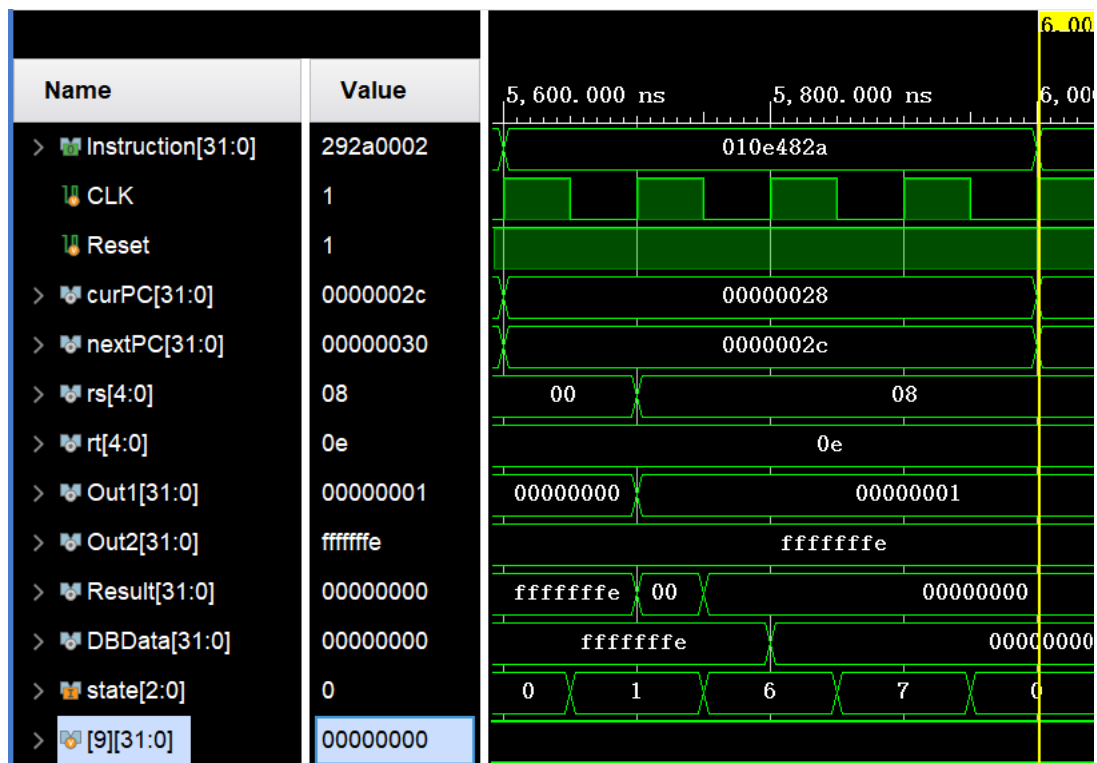 6,00
Name Value 5,600.000 ns 5,800.000 ns 6,00
Instruction[31:0] 292a0002 010e482a
CLK 1
Reset 1
curPC[31:0] 0000002c 00000028
nextPC[31:0] 00000030 0000002c
rs[4:0] 08 00 08
rt[4:0] 0e 0e
Out1[31:0] 00000001 00000000 00000001
Out2[31:0] fffffffe fffffffe
Result[31:0] 00000000 fffffffe 00 00000000
DBData[31:0] 00000000 fffffffe 00000000
state[2:0] 0 0 1 6 7 0
[9][31:0] 00000000